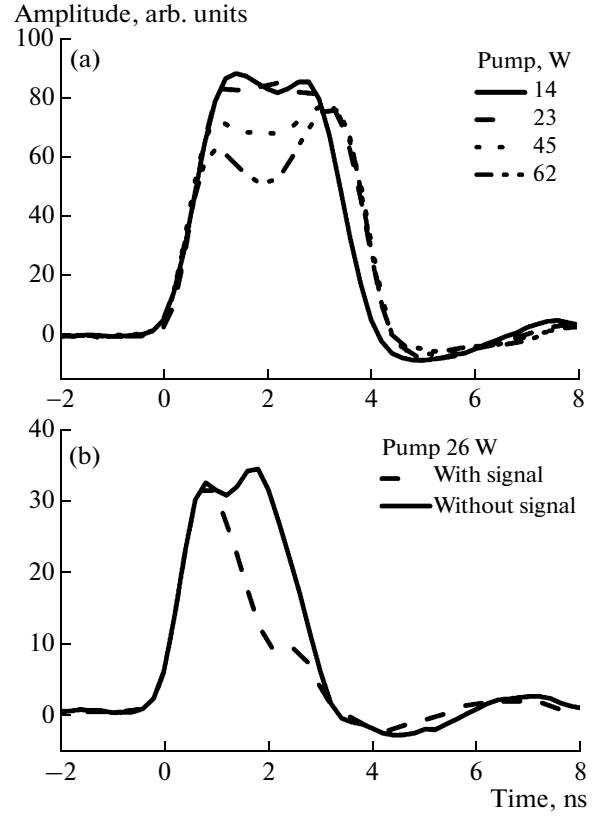 Amplitude, arb. units
100
(a)
Pump, W
80
14
23
60
45
62
40
20
0
−2 0 2 4 6 8
40
(b)
Pump 26 W
With signal
30
Without signal
20
10
0
−2 0 2 4 6 8
Time, ns